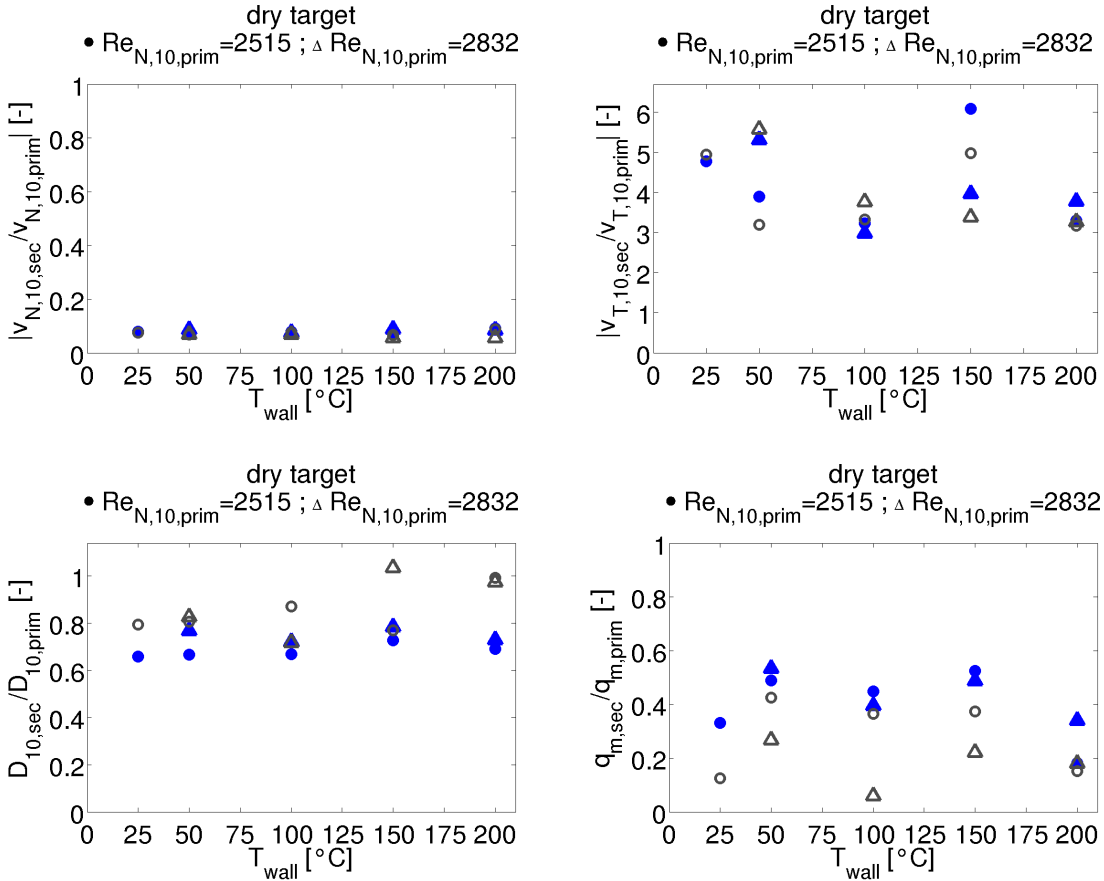 dry target
● Re_N,10,prim=2515 ; Δ Re_N,10,prim=2832
|v_N,10,sec/v_N,10,prim| [-]
1
0.8
0.6
0.4
0.2
0
0 25 50 75 100 125 150 175 200
T_wall [°C]
dry target
● Re_N,10,prim=2515 ; Δ Re_N,10,prim=2832
|v_T,10,sec/v_T,10,prim| [-]
6
5
4
3
2
1
0
0 25 50 75 100 125 150 175 200
T_wall [°C]
dry target
● Re_N,10,prim=2515 ; Δ Re_N,10,prim=2832
D_10,sec/D_10,prim [-]
1
0.8
0.6
0.4
0.2
0
0 25 50 75 100 125 150 175 200
T_wall [°C]
dry target
● Re_N,10,prim=2515 ; Δ Re_N,10,prim=2832
q_m,sec/q_m,prim [-]
1
0.8
0.6
0.4
0.2
0
0 25 50 75 100 125 150 175 200
T_wall [°C]